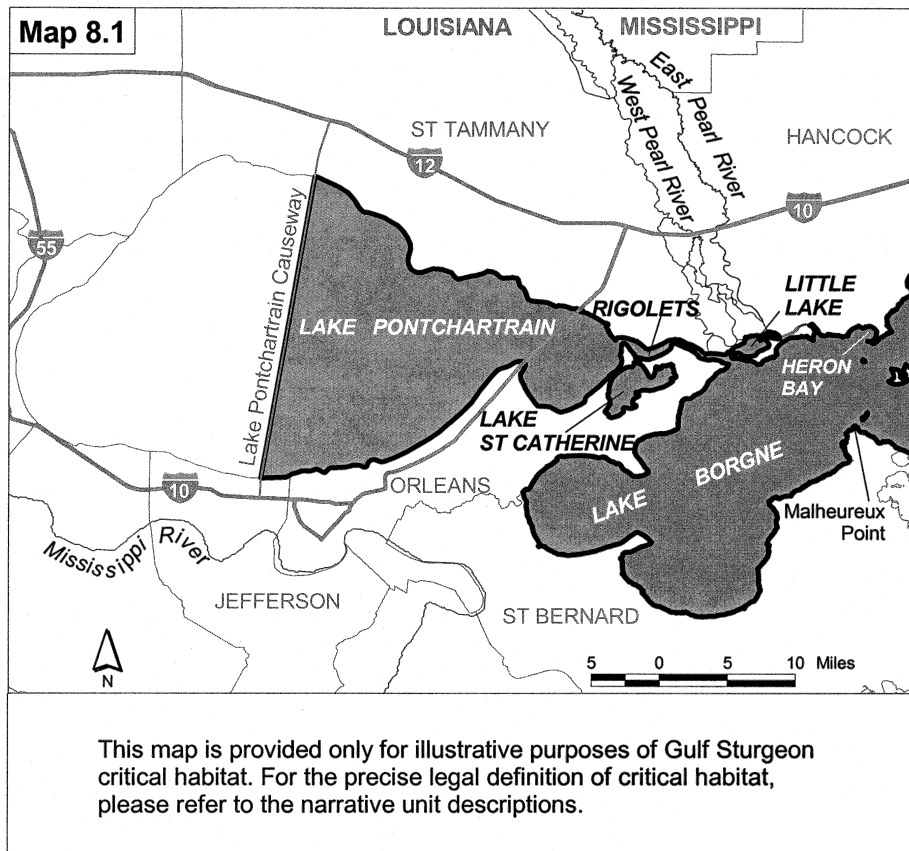 Map 8.1
LOUISIANA
MISSISSIPPI
East Pearl River
West Pearl River
ST TAMMANY
HANCOCK
12
10
55
Lake Pontchartrain Causeway
LAKE PONTCHARTRAIN
RIGOLETS
LITTLE
LAKE
HERON
BAY
LAKE
ST CATHERINE
LAKE BORGNE
Malheureux
Point
10
ORLEANS
Mississippi River
JEFFERSON
ST BERNARD
N
5 0 5 10 Miles
This map is provided only for illustrative purposes of Gulf Sturgeon
critical habitat. For the precise legal definition of critical habitat,
please refer to the narrative unit descriptions.